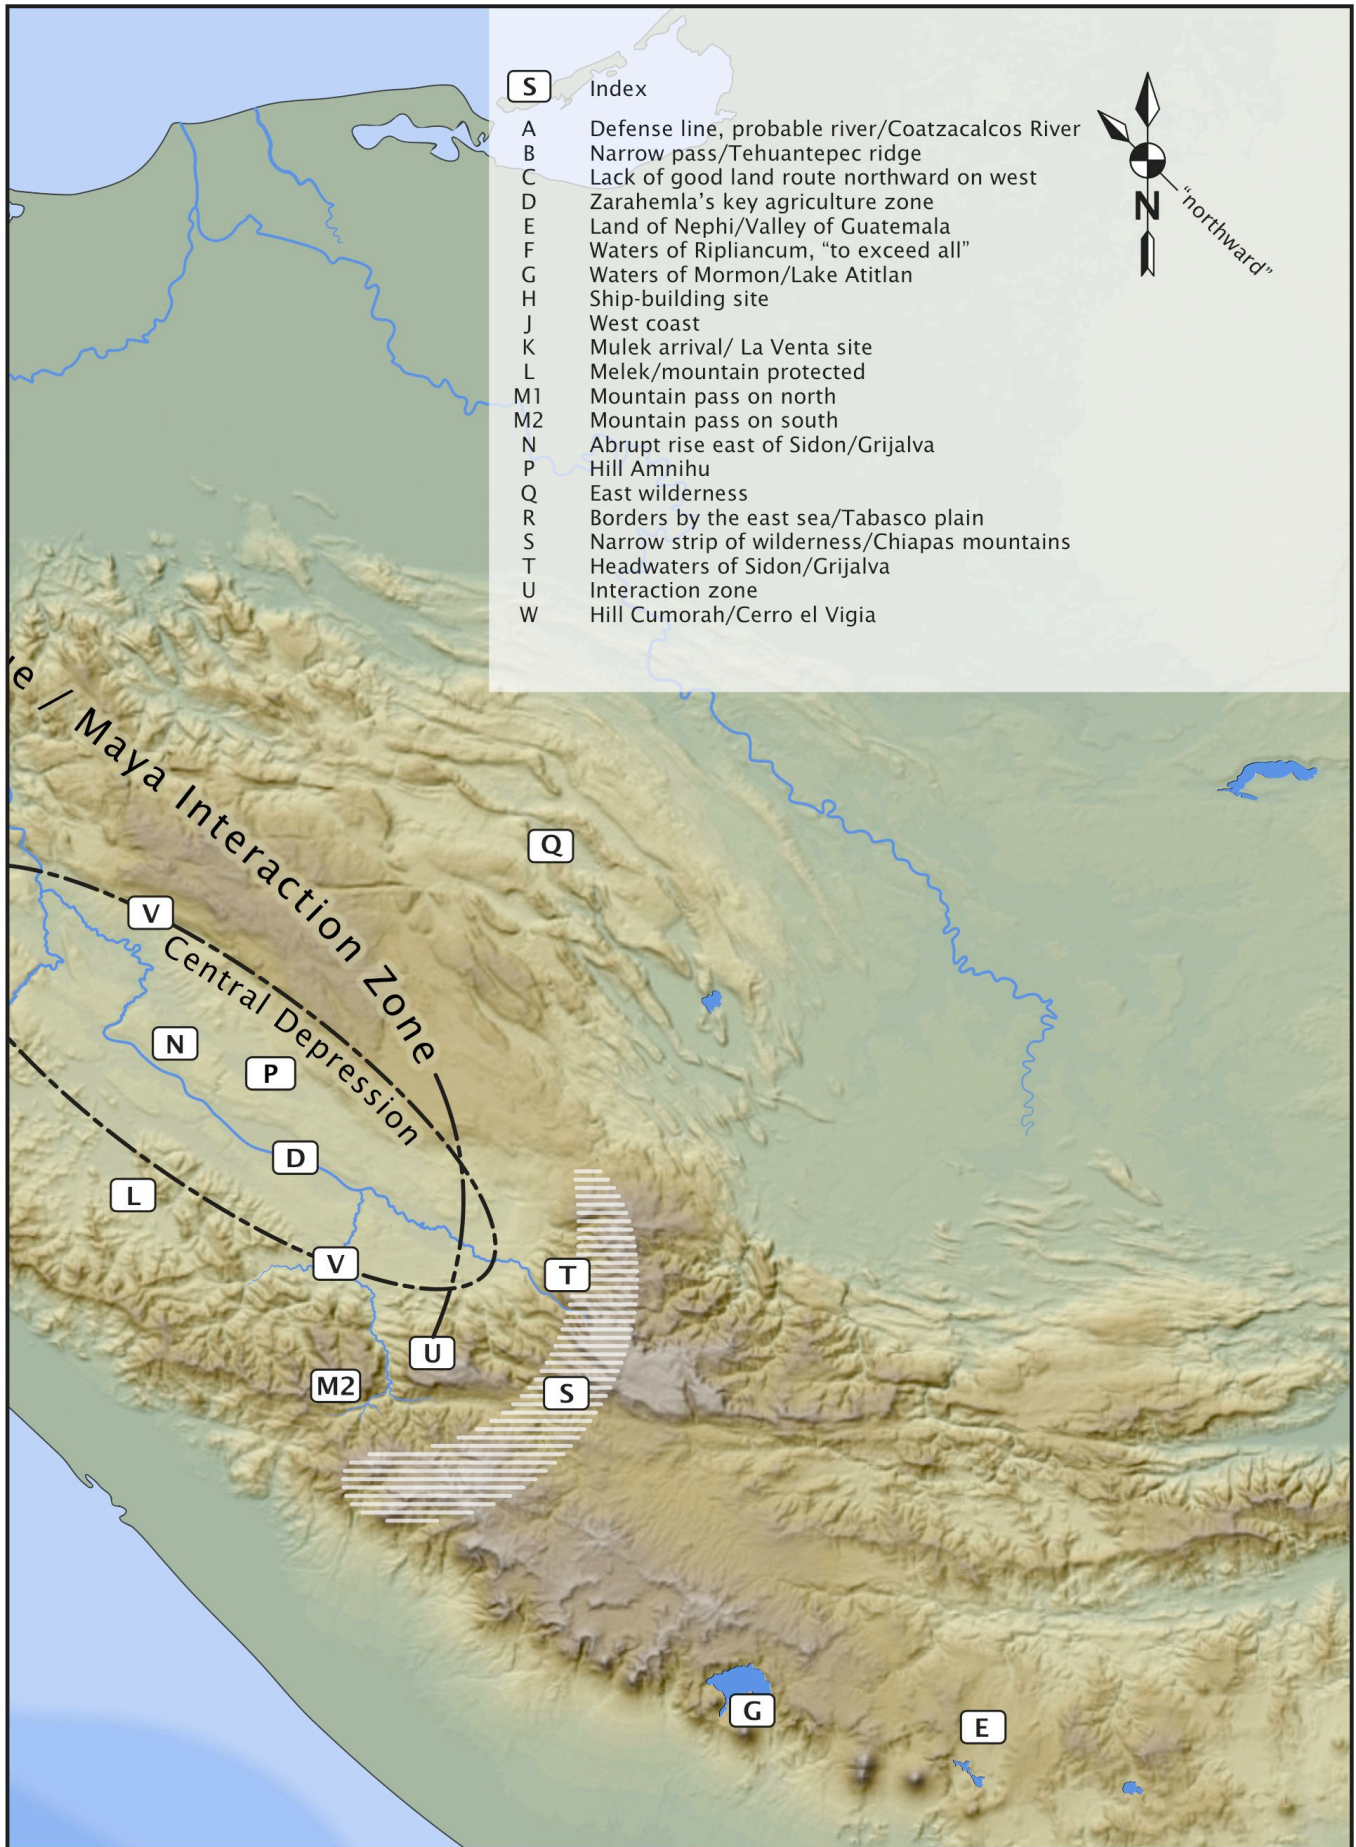 S Index
A Defense line, probable river/Coatzacalcos River
B Narrow pass/Tehuantepec ridge
C Lack of good land route northward on west
D Zarahemla's key agriculture zone
E Land of Nephi/Valley of Guatemala
F Waters of Ripliancum, “to exceed all”
G Waters of Mormon/Lake Atitlan
H Ship-building site
J West coast
K Mulek arrival/ La Venta site
L Melek/mountain protected
M1 Mountain pass on north
M2 Mountain pass on south
N Abrupt rise east of Sidon/Grijalva
P Hill Amnihu
Q East wilderness
R Borders by the east sea/Tabasco plain
S Narrow strip of wilderness/Chiapas mountains
T Headwaters of Sidon/Grijalva
U Interaction zone
W Hill Cumorah/Cerro el Vigia
N
“northward”
ue / Maya Interaction Zone
Q
V
Central Depression
N
P
D
L
V
T
U
M2
S
G
E